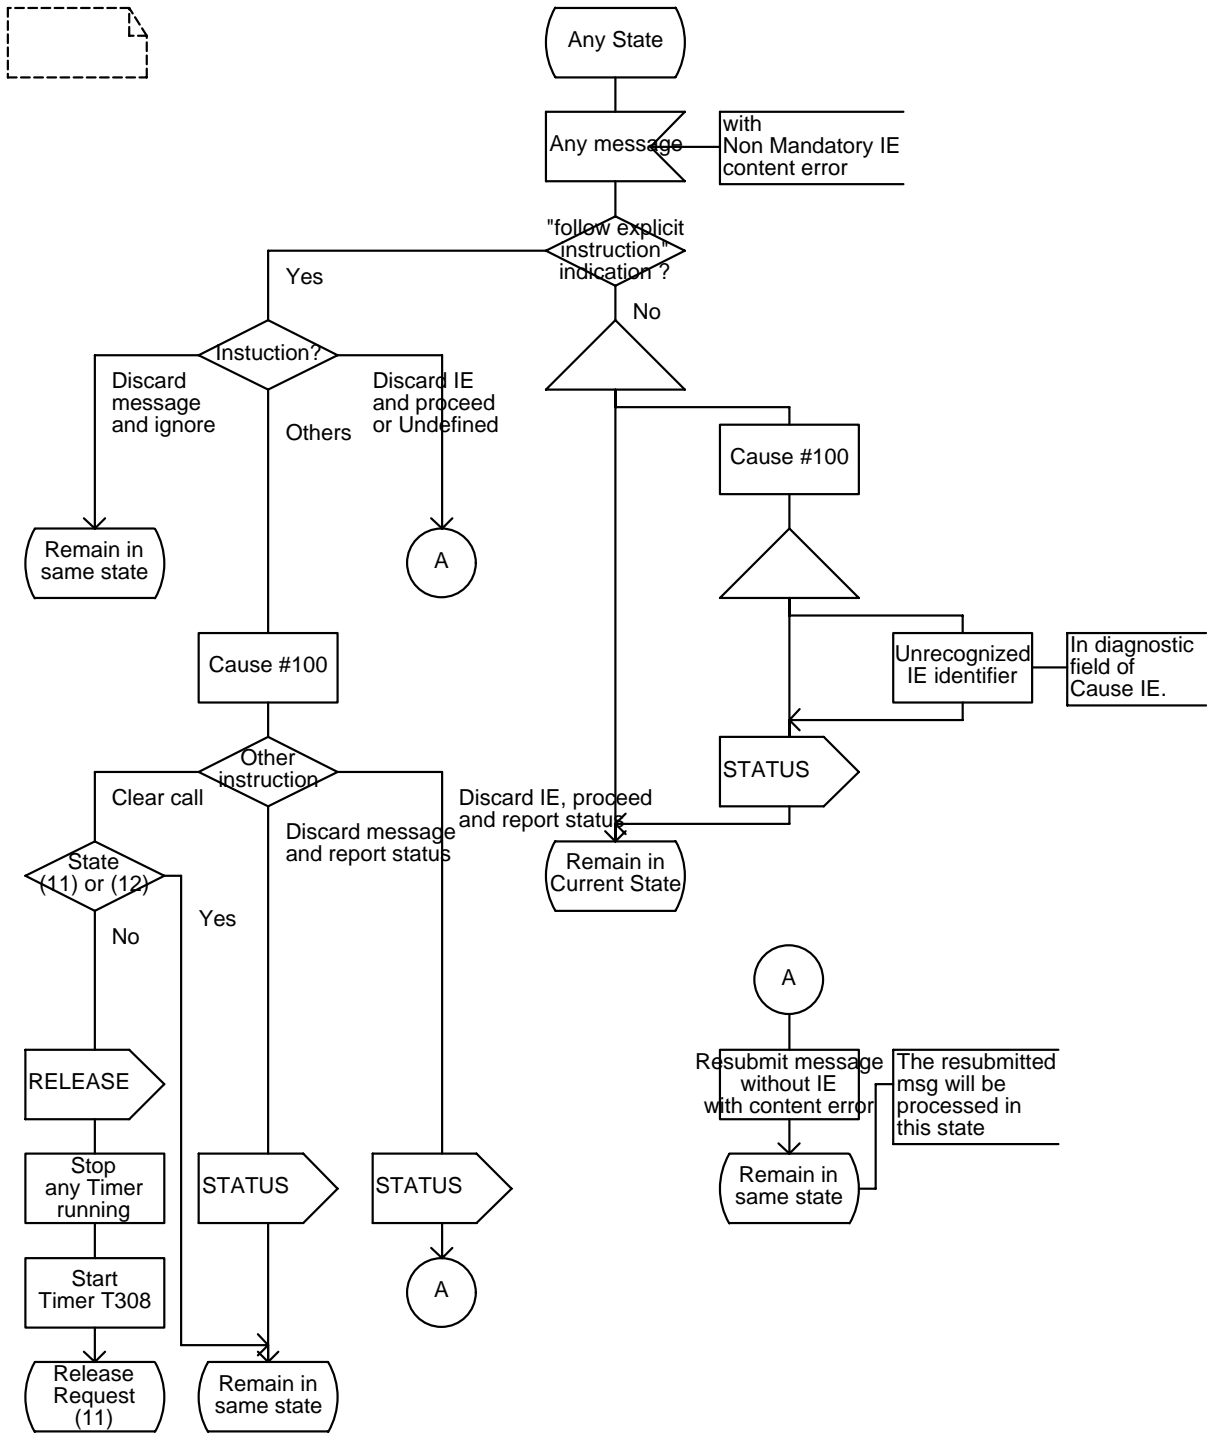 Any State
Any message
with
Non Mandatory IE
content error
"follow explicit
instruction"
indication ?
Yes
No
Instuction?
Discard
message
and ignore
Others
Discard IE
and proceed
or Undefined
Cause #100
Remain in
same state
A
Cause #100
Unrecognized
IE identifier
In diagnostic
field of
Cause IE.
STATUS
Other
instruction
Clear call
Discard message
and report status
Discard IE, proceed
and report status
State
(11) or (12)
Remain in
Current State
Yes
No
A
RELEASE
Resubmit message
without IE
with content error
The resubmitted
msg will be
processed in
this state
Stop
any Timer
running
STATUS
STATUS
Remain in
same state
Start
Timer T308
A
Release
Request
(11)
Remain in
same state